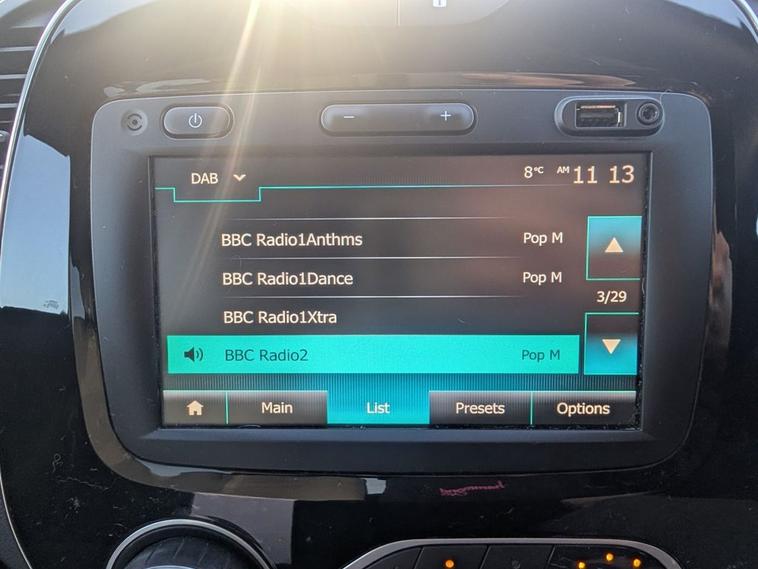 − +
DAB 8°C AM 11 13
BBC Radio1Anthms Pop M
BBC Radio1Dance Pop M
3/29
BBC Radio1Xtra
BBC Radio2 Pop M
Main List Presets Options